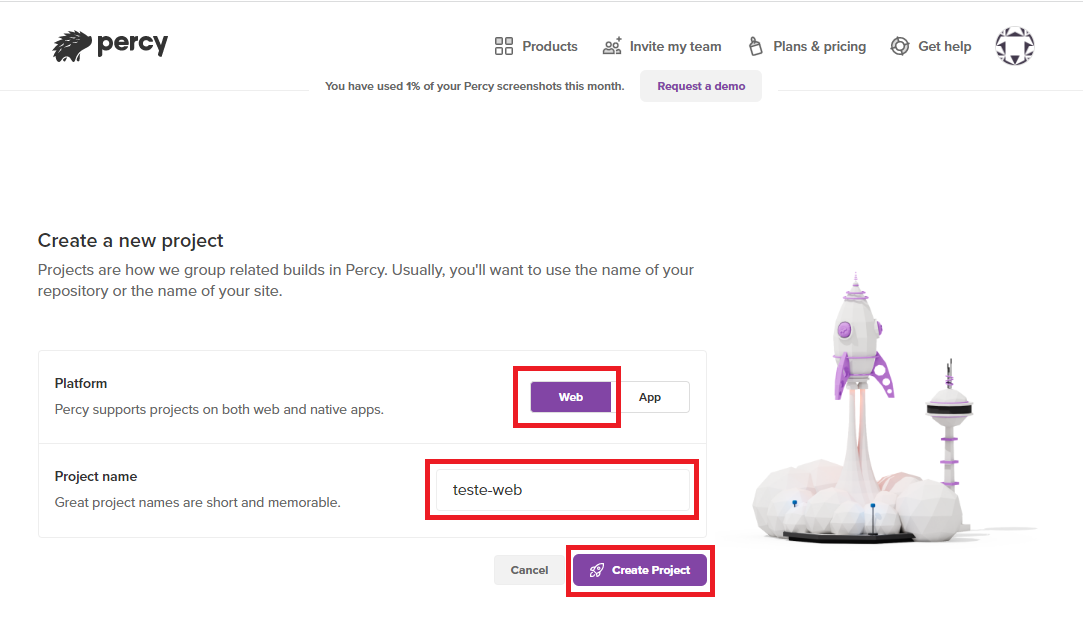 percy
Products
Invite my team
Plans & pricing
Get help
You have used 1% of your Percy screenshots this month.
Request a demo
Create a new project
Projects are how we group related builds in Percy. Usually, you'll want to use the name of your
repository or the name of your site.
Platform
Percy supports projects on both web and native apps.
Web
App
Project name
Great project names are short and memorable.
teste-web
Cancel
Create Project